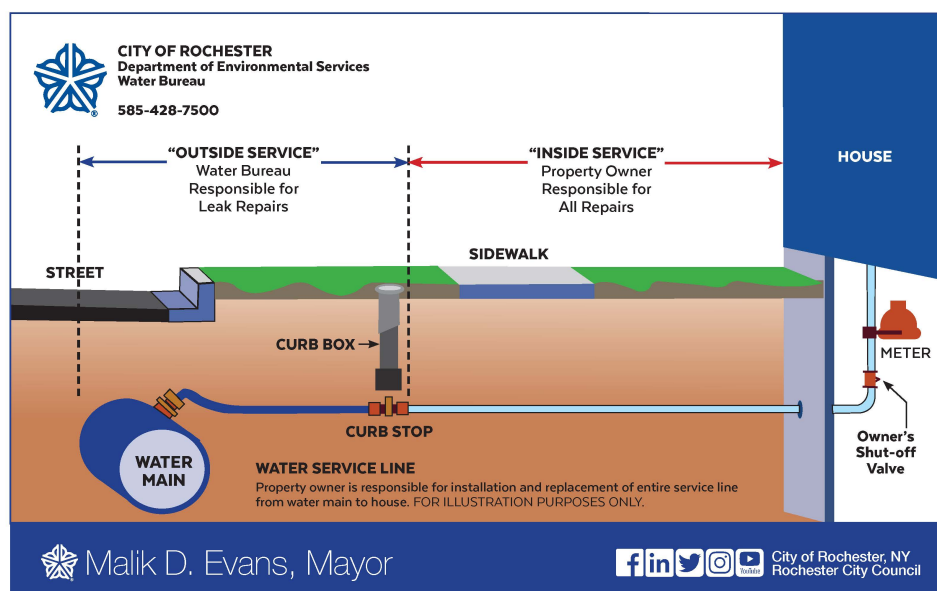 CITY OF ROCHESTER
Department of Environmental Services
Water Bureau
585-428-7500
®
“OUTSIDE SERVICE”
Water Bureau
Responsible for
Leak Repairs
“INSIDE SERVICE”
Property Owner
Responsible for
All Repairs
HOUSE
STREET
SIDEWALK
CURB BOX
METER
CURB STOP
Owner's
Shut-off
Valve
WATER
MAIN
WATER SERVICE LINE
Property owner is responsible for installation and replacement of entire service line
from water main to house. FOR ILLUSTRATION PURPOSES ONLY.
Malik D. Evans, Mayor
f in
YouTube
City of Rochester, NY
Rochester City Council